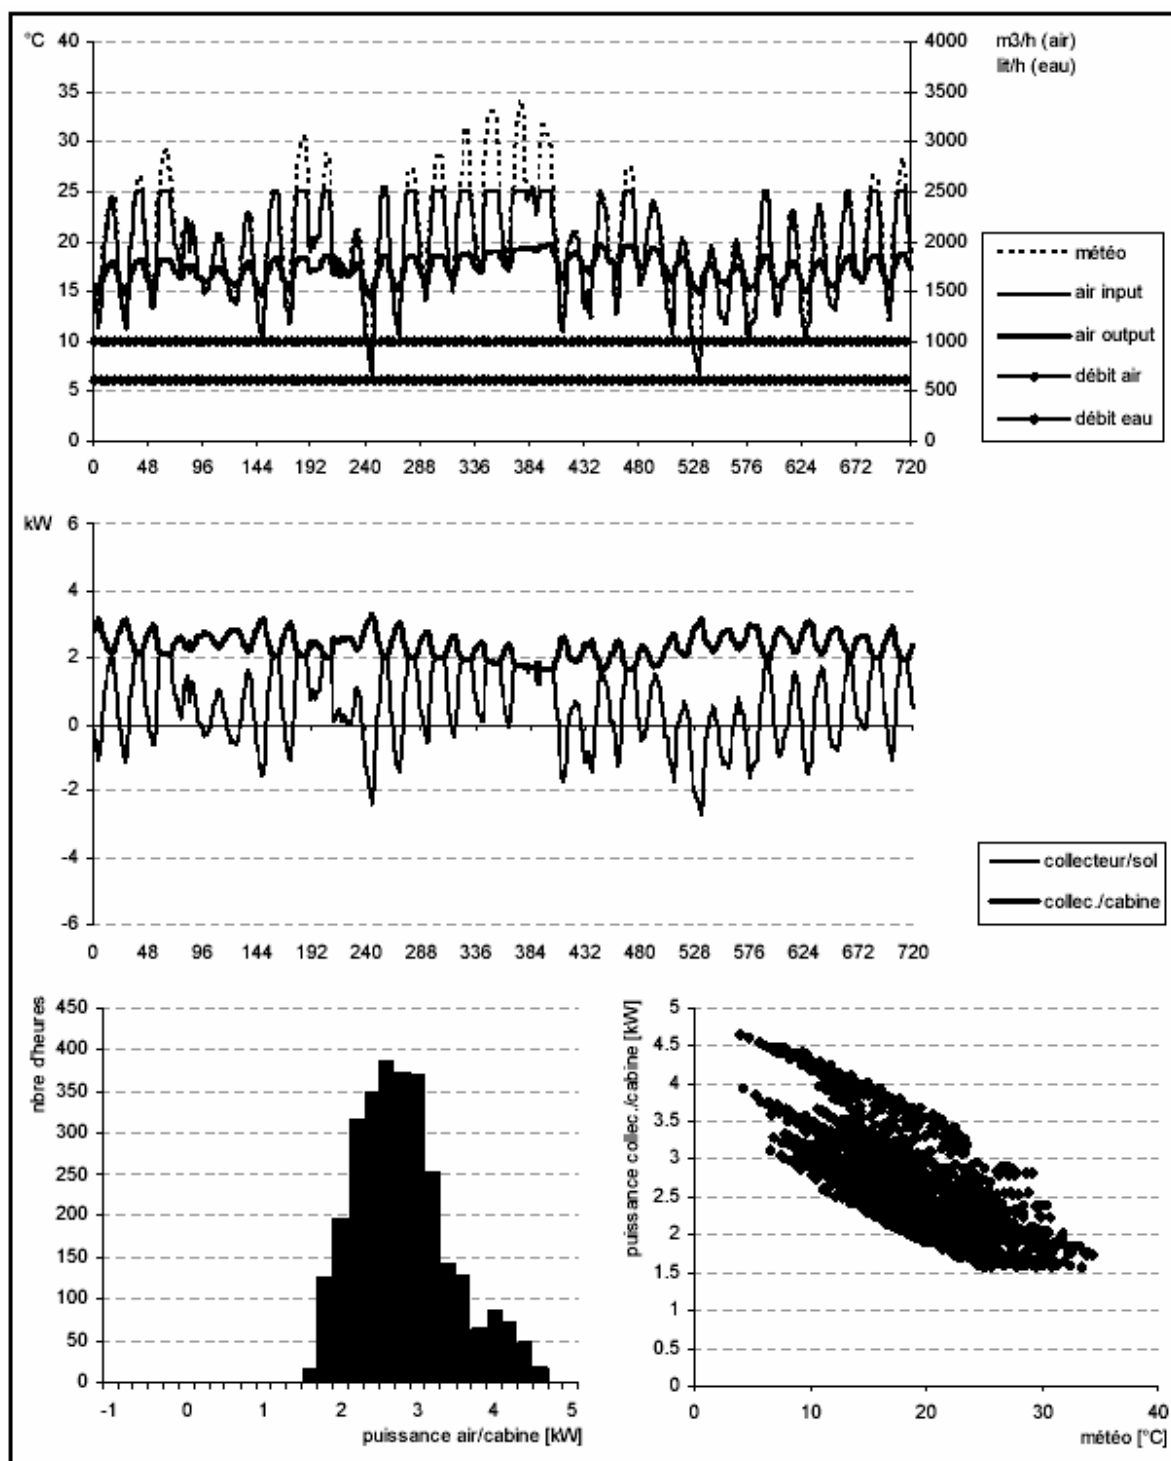 °C 40 4000 m3/h (air)
lit/h (eau)
35 3500
30 3000
25 2500
20 2000
15 1500
10 1000
5 500
0 0
0 48 96 144 192 240 288 336 384 432 480 528 576 624 672 720
météo
air input
air output
débit air
débit eau
kW 6
4
2
0
-2
-4
-6
0 48 96 144 192 240 288 336 384 432 480 528 576 624 672 720
collecteur/sol
collec./cabine
nbre d'heures
450
400
350
300
250
200
150
100
50
0
-1 0 1 2 3 4 5
puissance air/cabine [kW]
puissance collec./cabine [kW]
5
4.5
4
3.5
3
2.5
2
1.5
1
0.5
0
0 10 20 30 40
météo [°C]